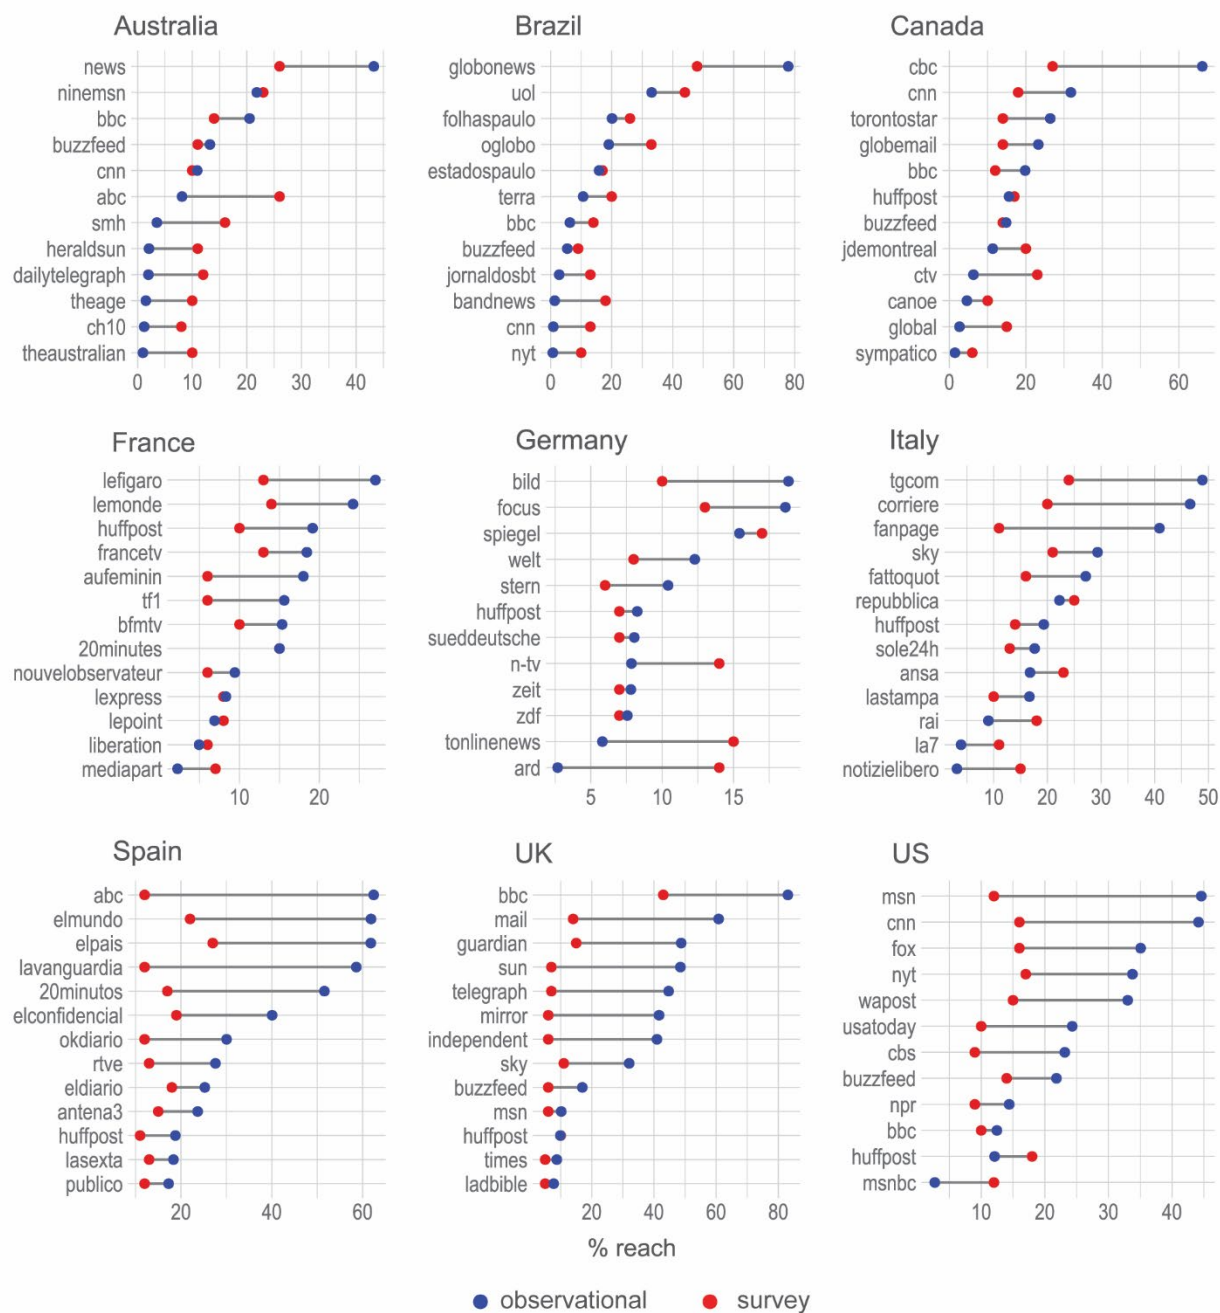 Australia
news
ninemsn
bbc
buzzfeed
cnn
abc
smh
heraldsun
dailytelegraph
theage
ch10
theaustralian
0 10 20 30 40
Brazil
globonews
uol
folhaspaulo
oglobo
estadospaulo
terra
bbc
buzzfeed
jornaldosbt
bandnews
cnn
nyt
0 20 40 60 80
Canada
cbc
cnn
torontostar
globemail
bbc
huffpost
buzzfeed
jdemontreal
ctv
canoe
global
sympatico
0 20 40 60
France
lefigaro
lemonde
huffpost
francetv
aufeminin
tf1
bfmtv
20minutes
nouvelobservateur
lexpress
lepoint
liberation
mediapart
10 20
Germany
bild
focus
spiegel
welt
stern
huffpost
sueddeutsche
n-tv
zeit
zdf
tonlinenews
ard
5 10 15
Italy
tgcom
corriere
fanpage
sky
fattoquot
repubblica
huffpost
sole24h
ansa
lastampa
rai
la7
notizielibero
10 20 30 40 50
Spain
abc
elmundo
elpais
lavanguardia
20minutos
elconfidencial
okdiario
rtve
eldiario
antena3
huffpost
lasexta
publico
20 40 60
UK
bbc
mail
guardian
sun
telegraph
mirror
independent
sky
buzzfeed
msn
huffpost
times
ladbible
20 40 60 80
US
msn
cnn
fox
nyt
wapost
usatoday
cbs
buzzfeed
npr
bbc
huffpost
msnbc
10 20 30 40
% reach
observational survey